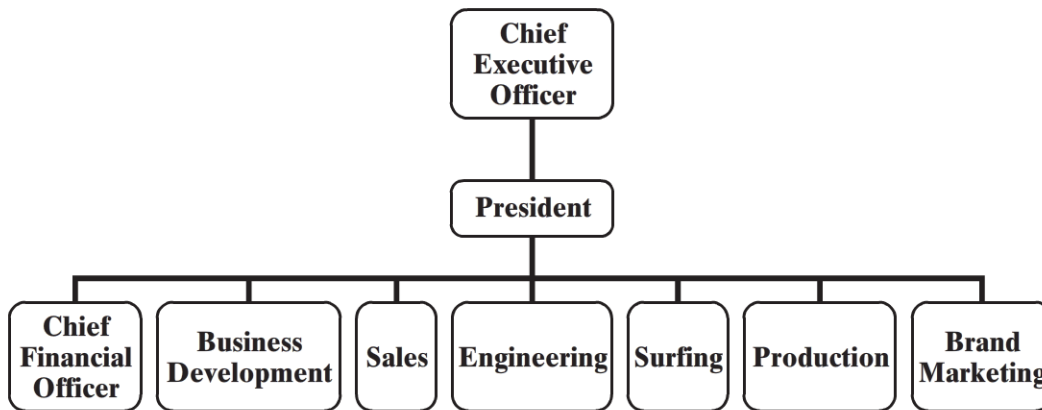 Chief
Executive
Officer
President
Chief
Financial
Officer
Business
Development
Sales
Engineering
Surfing
Production
Brand
Marketing